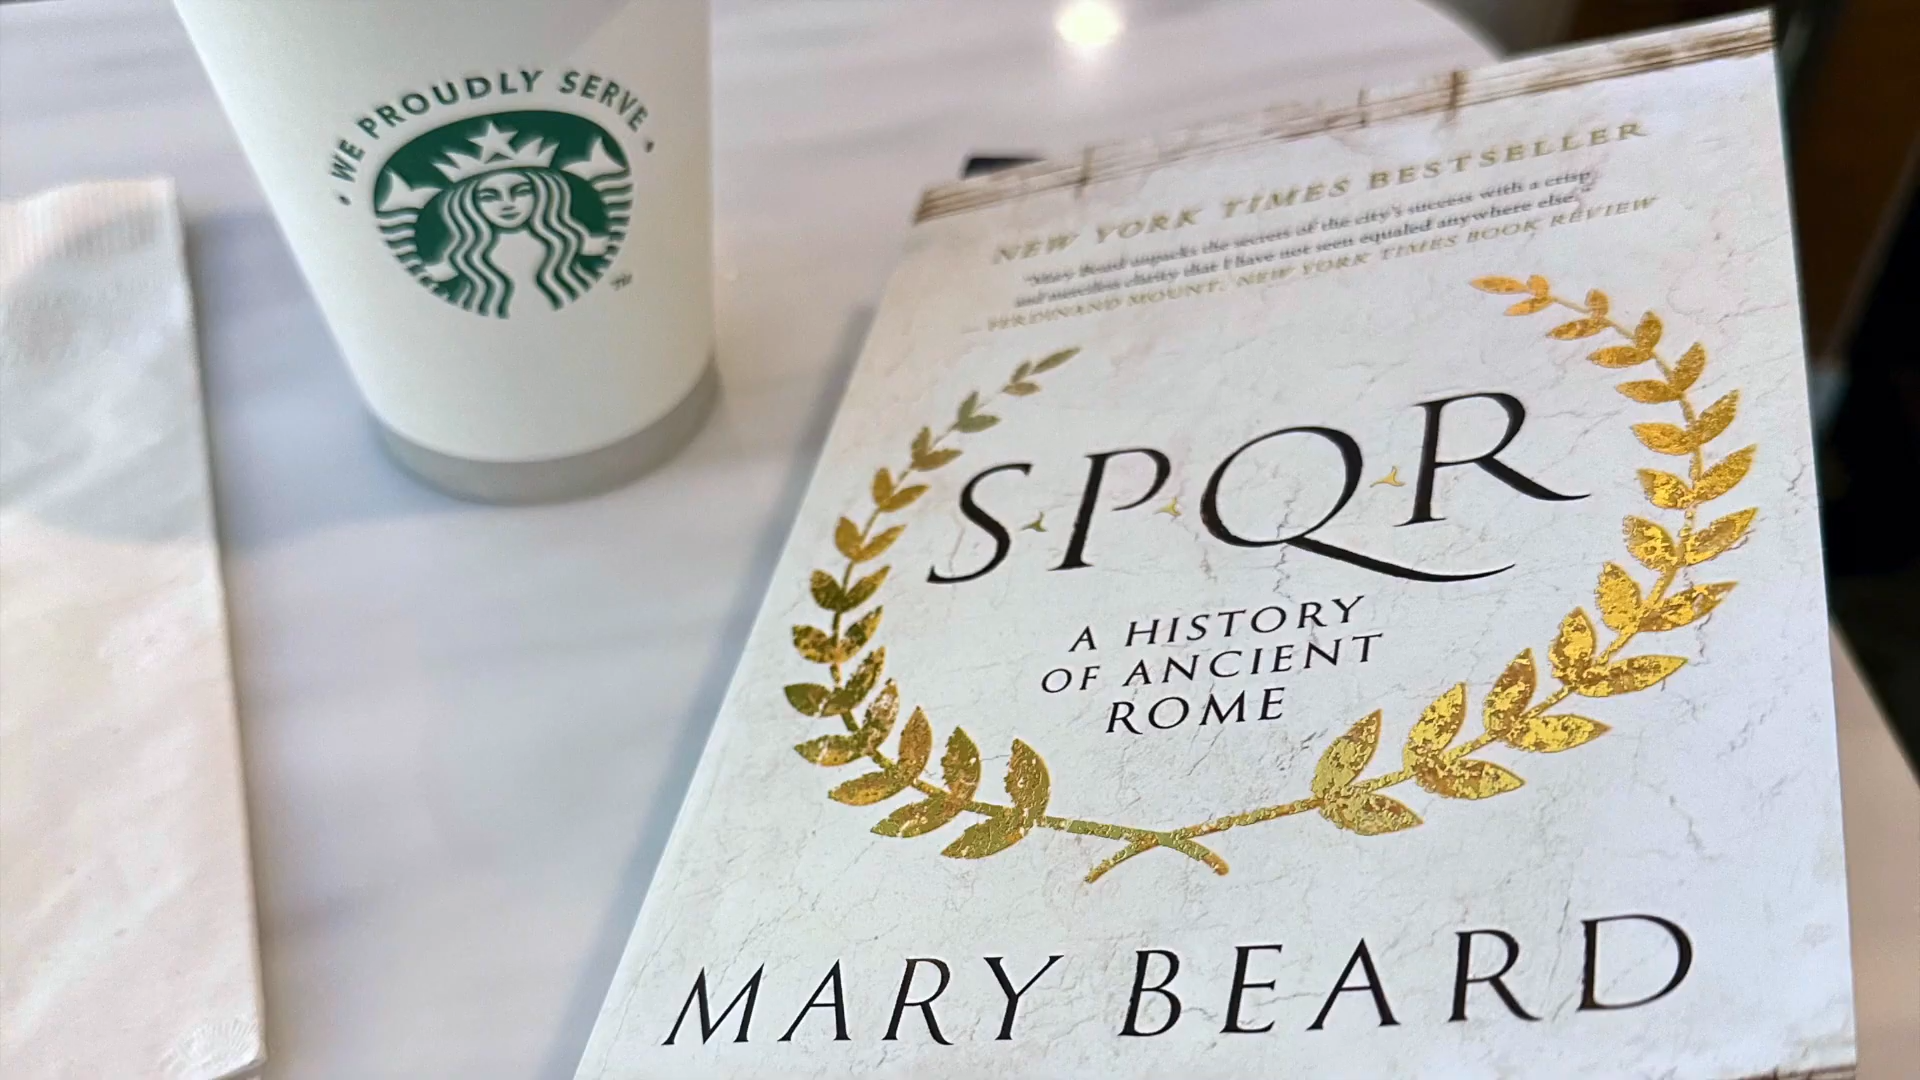 WE PROUDLY SERVE
TM
NEW YORK TIMES BESTSELLER
"Mary Beard unpacks the secrets of the city's success with a crisp
and merciless clarity that I have not seen equaled anywhere else."
— FERDINAND MOUNT, NEW YORK TIMES BOOK REVIEW
S·P·Q·R
A HISTORY
OF ANCIENT
ROME
MARY BEARD